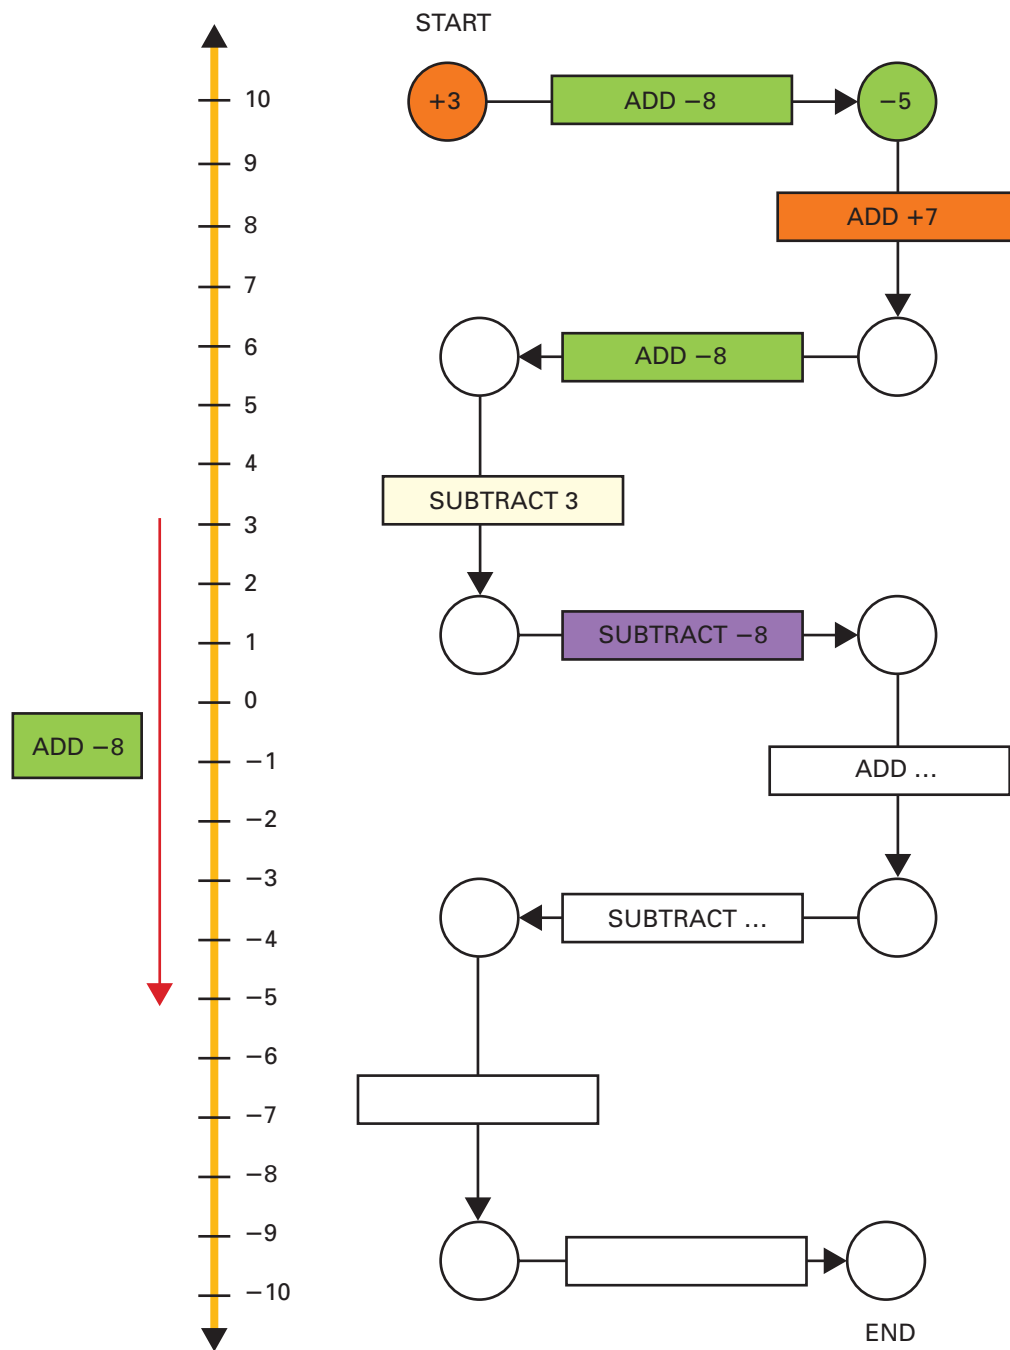 START
+3
ADD −8
−5
ADD +7
ADD −8
SUBTRACT 3
SUBTRACT −8
ADD ...
SUBTRACT ...
END
10
9
8
7
6
5
4
3
2
1
0
−1
−2
−3
−4
−5
−6
−7
−8
−9
−10
ADD −8